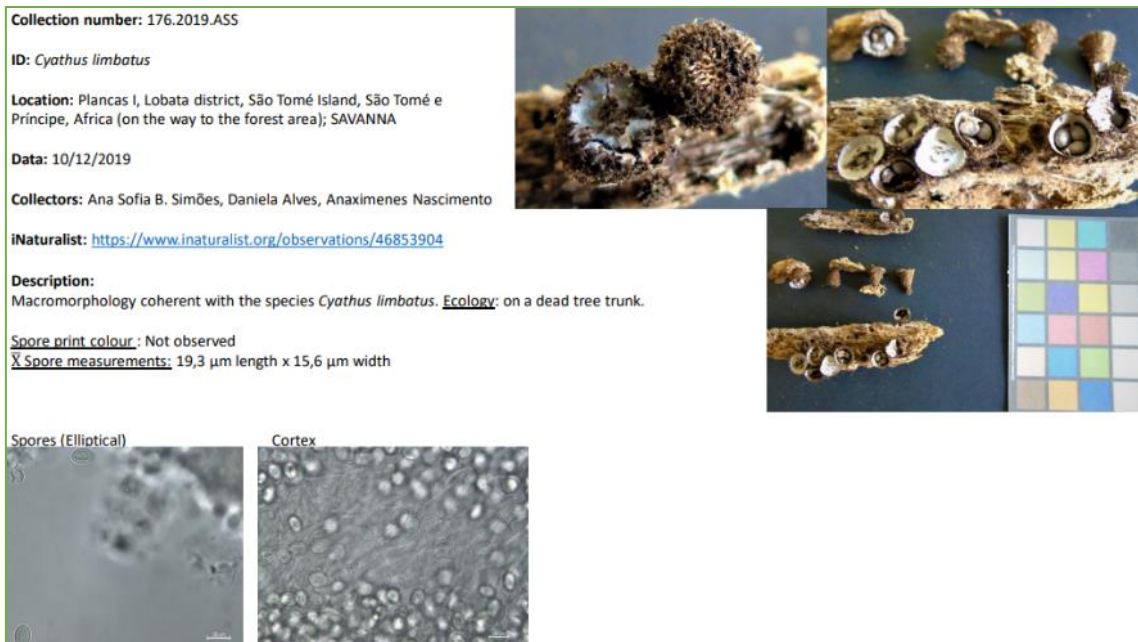 Collection number: 176.2019.ASS
ID: Cyathus limbatus
Location: Plancas I, Lobata district, São Tomé Island, São Tomé e
Príncipe, Africa (on the way to the forest area); SAVANNA
Data: 10/12/2019
Collectors: Ana Sofia B. Simões, Daniela Alves, Anaximenes Nascimento
iNaturalist: https://www.inaturalist.org/observations/46853904
Description:
Macromorphology coherent with the species Cyathus limbatus. Ecology: on a dead tree trunk.
Spore print colour : Not observed
X̅ Spore measurements: 19,3 µm length x 15,6 µm width
Spores (Elliptical)
Cortex